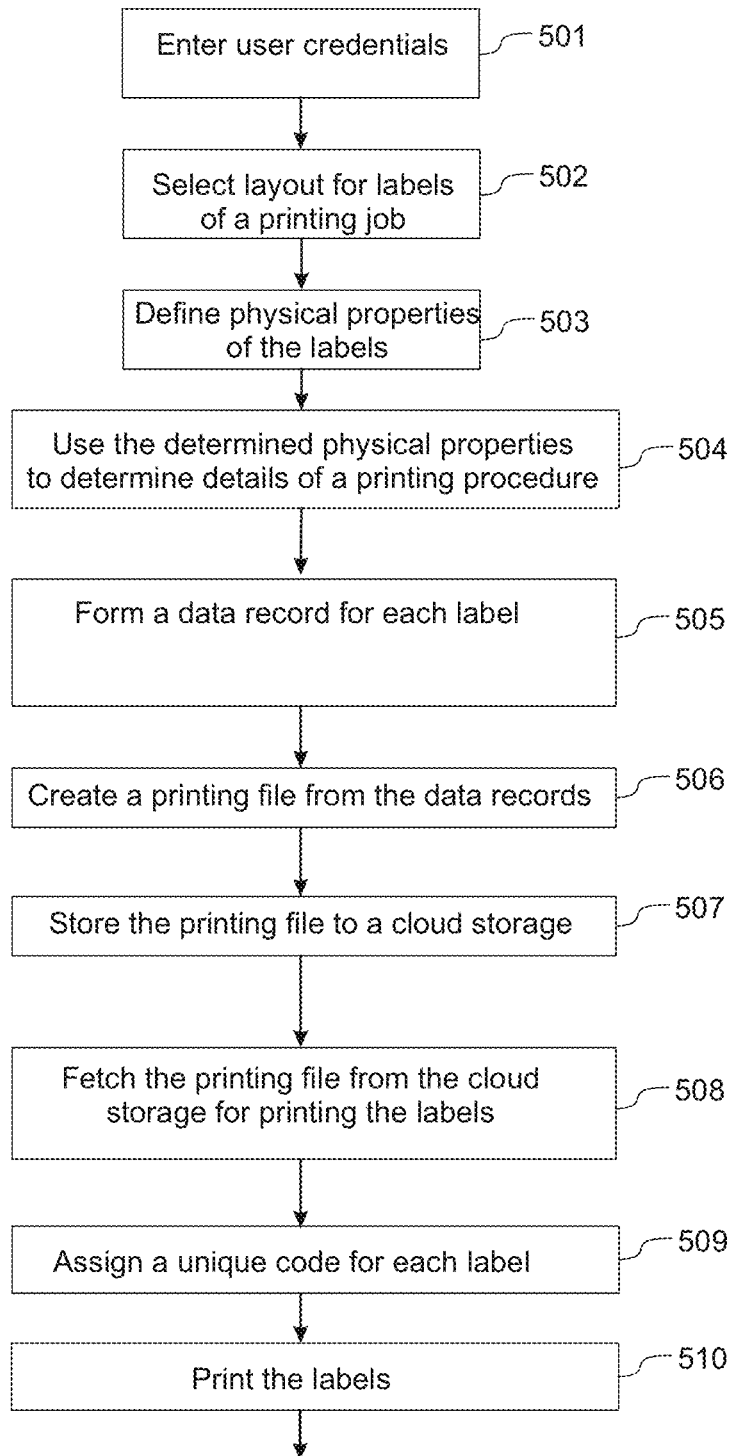 Enter user credentials
501
Select layout for labels
of a printing job
502
Define physical properties
of the labels
503
Use the determined physical properties
to determine details of a printing procedure
504
Form a data record for each label
505
Create a printing file from the data records
506
Store the printing file to a cloud storage
507
Fetch the printing file from the cloud
storage for printing the labels
508
Assign a unique code for each label
509
Print the labels
510